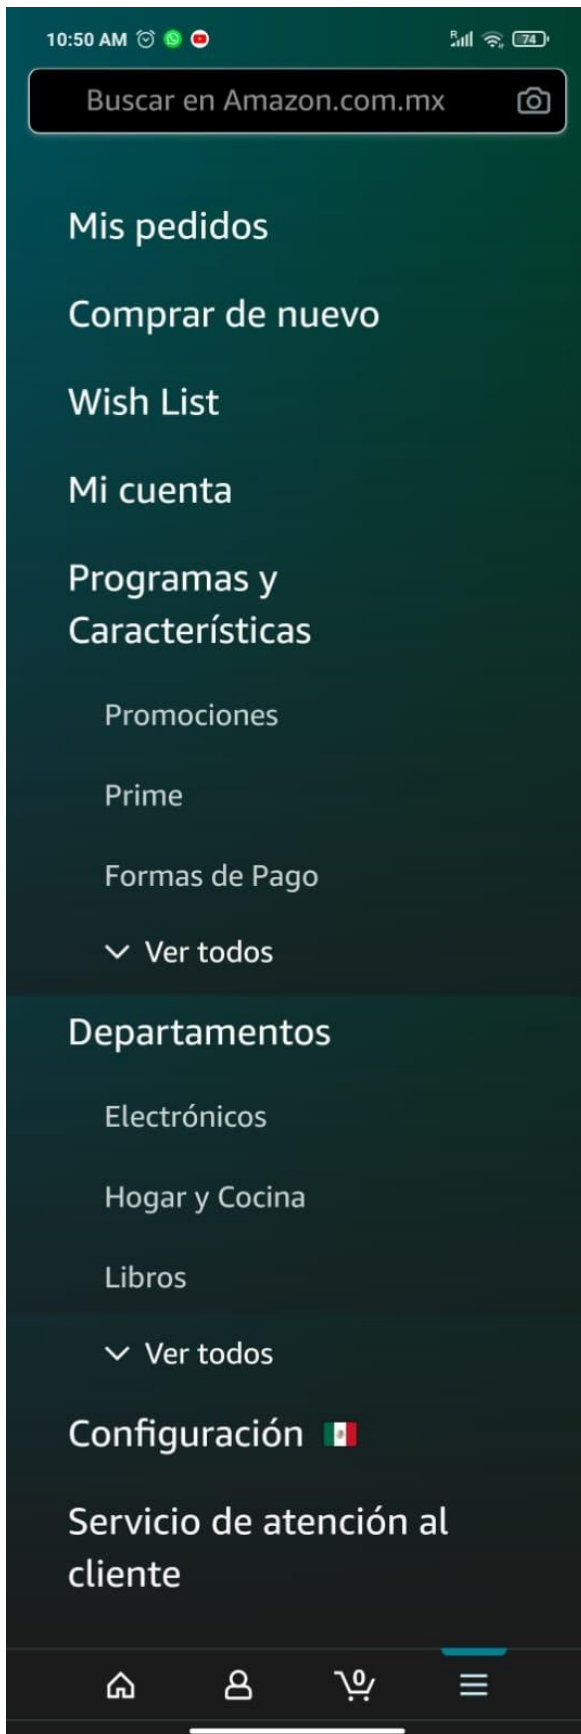 10:50 AM
R
74
Buscar en Amazon.com.mx
Mis pedidos
Comprar de nuevo
Wish List
Mi cuenta
Programas y
Características
Promociones
Prime
Formas de Pago
Ver todos
Departamentos
Electrónicos
Hogar y Cocina
Libros
Ver todos
Configuración
Servicio de atención al
cliente
0